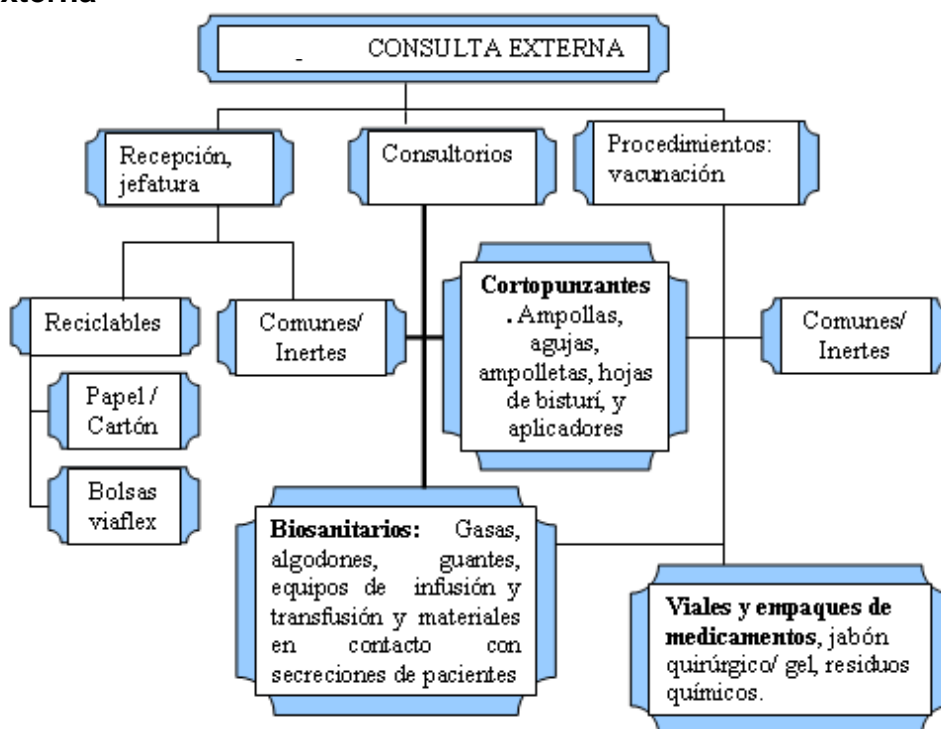 - CONSULTA EXTERNA
Recepción,
jefatura
Consultorios
Procedimientos:
vacunación
Reciclables
Comunes/
Inertes
Cortopunzantes
. Ampollas,
agujas,
ampolletas, hojas
de bisturí, y
aplicadores
Comunes/
Inertes
Papel /
Cartón
Bolsas
viaflex
Biosanitarios: Gasas,
algodones, guantes,
equipos de infusión y
transfusión y materiales
en contacto con
secreciones de pacientes
Viales y empaques de
medicamentos, jabón
quirúrgico/ gel, residuos
químicos.